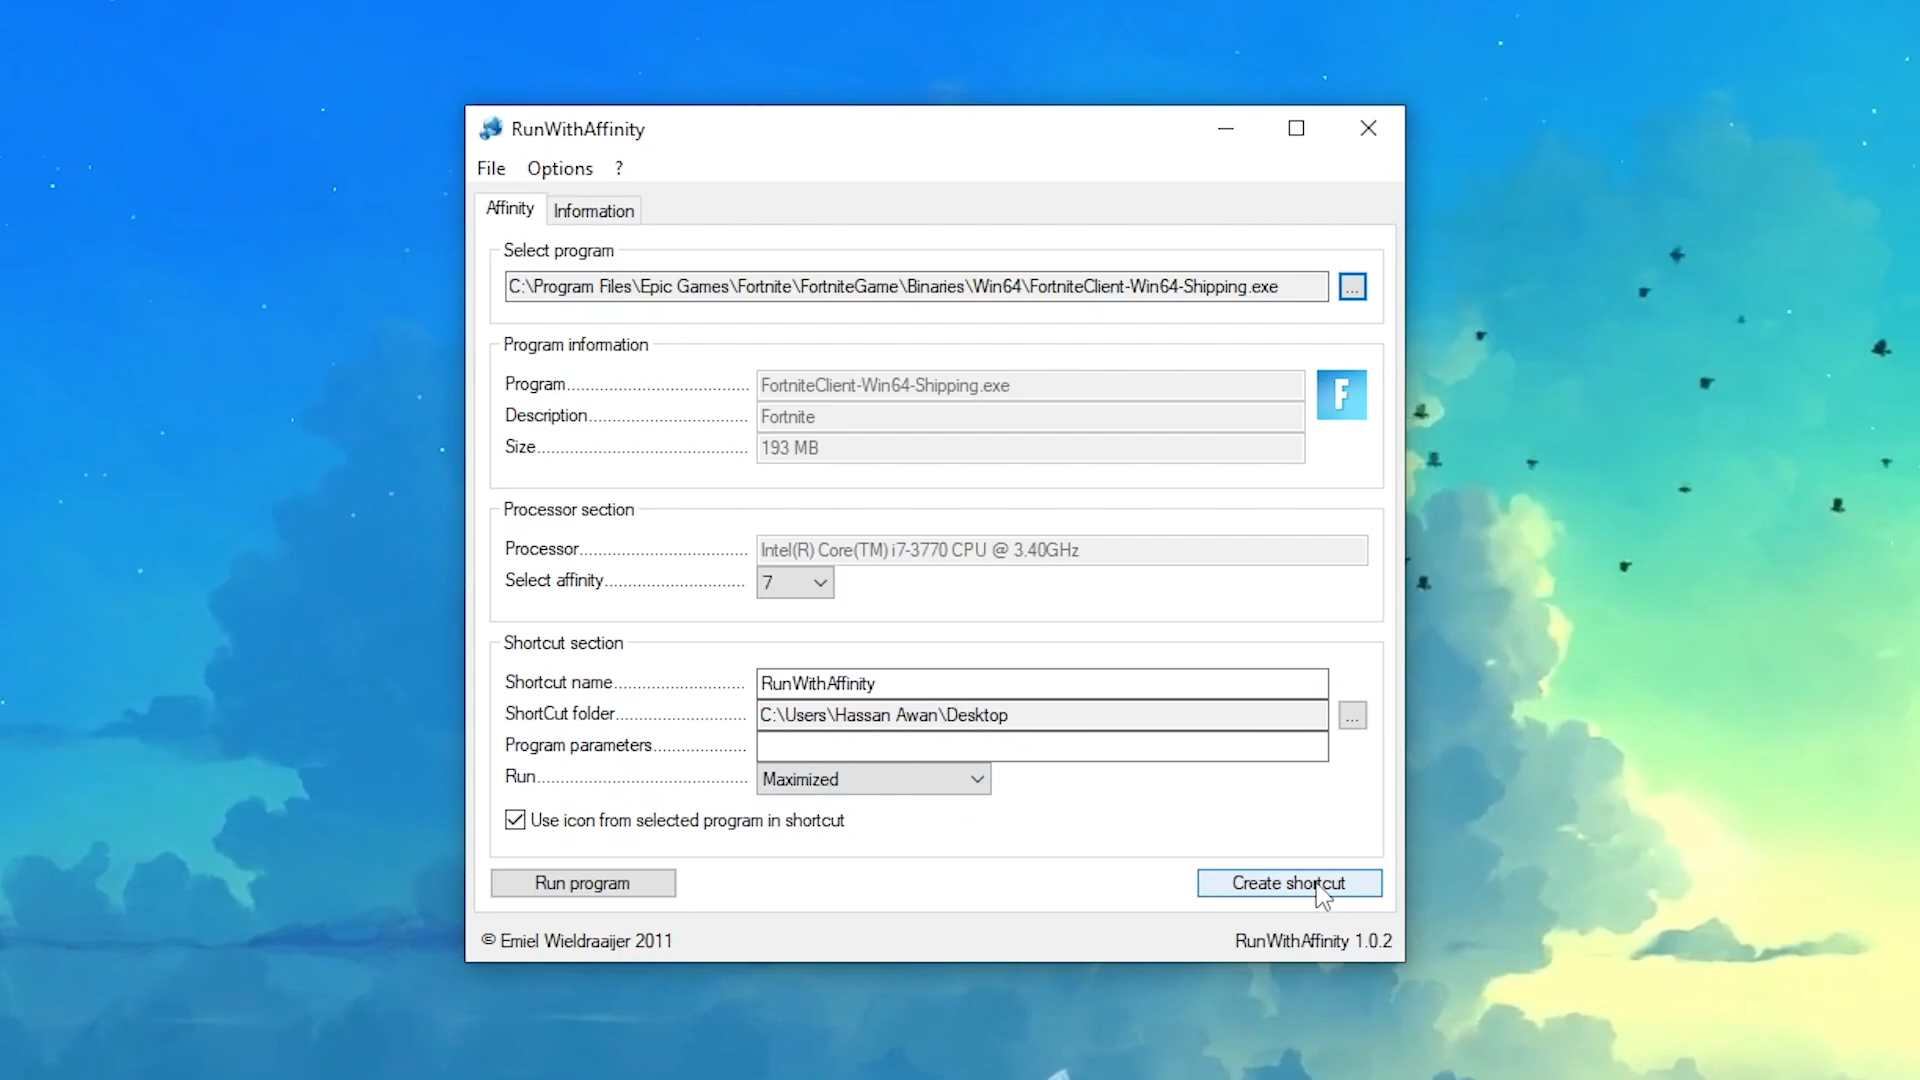 RunWithAffinity
File Options ?
Affinity Information
Select program
C:\Program Files\Epic Games\Fortnite\FortniteGame\Binaries\Win64\FortniteClient-Win64-Shipping.exe ...
Program information
Program.................................... FortniteClient-Win64-Shipping.exe
F
Description............................... Fortnite
Size.......................................... 193 MB
Processor section
Processor................................. Intel(R) Core(TM) i7-3770 CPU @ 3.40GHz
Select affinity........................... 7
Shortcut section
Shortcut name......................... RunWithAffinity
ShortCut folder......................... C:\Users\Hassan Awan\Desktop ...
Program parameters..................
Run.......................................... Maximized
Use icon from selected program in shortcut
Run program Create shortcut
© Emiel Wieldraaijer 2011 RunWithAffinity 1.0.2